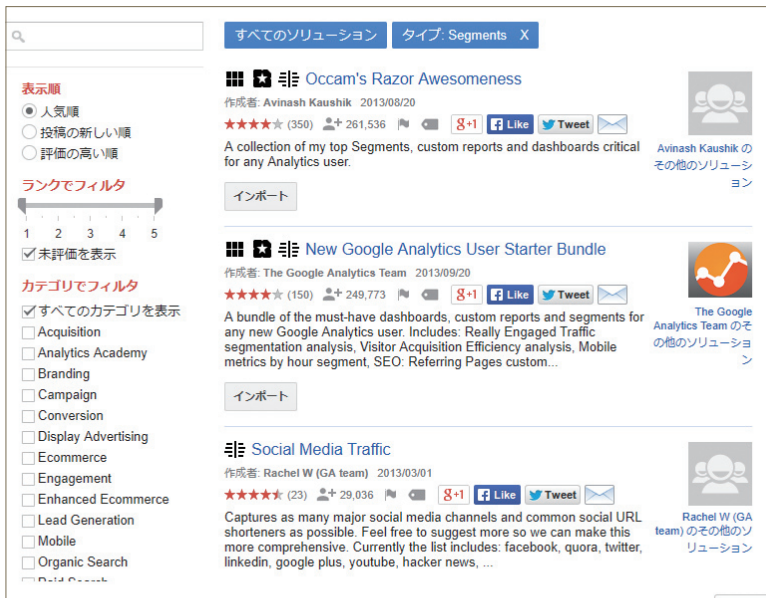 表示順
人気順
投稿の新しい順
評価の高い順
ランクでフィルタ
1 2 3 4 5
未評価を表示
カテゴリでフィルタ
すべてのカテゴリを表示
Acquisition
Analytics Academy
Branding
Campaign
Conversion
Display Advertising
Ecommerce
Engagement
Enhanced Ecommerce
Lead Generation
Mobile
Organic Search
Paid Search
すべてのソリューション タイプ: Segments X
Occam's Razor Awesomeness
作成者: Avinash Kaushik 2013/08/20
(350) 261,536 g+1 Like Tweet
A collection of my top Segments, custom reports and dashboards critical
for any Analytics user.
インポート
Avinash Kaushik の
その他のソリューシ
ョン
New Google Analytics User Starter Bundle
作成者: The Google Analytics Team 2013/09/20
(150) 249,773 g+1 Like Tweet
A bundle of the must-have dashboards, custom reports and segments for
any new Google Analytics user. Includes: Really Engaged Traffic
segmentation analysis, Visitor Acquisition Efficiency analysis, Mobile
metrics by hour segment, SEO: Referring Pages custom...
インポート
The Google
Analytics Team のそ
の他のソリューショ
ン
Social Media Traffic
作成者: Rachel W (GA team) 2013/03/01
(23) 29,036 g+1 Like Tweet
Captures as many major social media channels and common social URL
shorteners as possible. Feel free to suggest more so we can make this
more comprehensive. Currently the list includes: facebook, quora, twitter,
linkedin, google plus, youtube, hacker news, ...
Rachel W (GA
team) のその他のソ
リューション